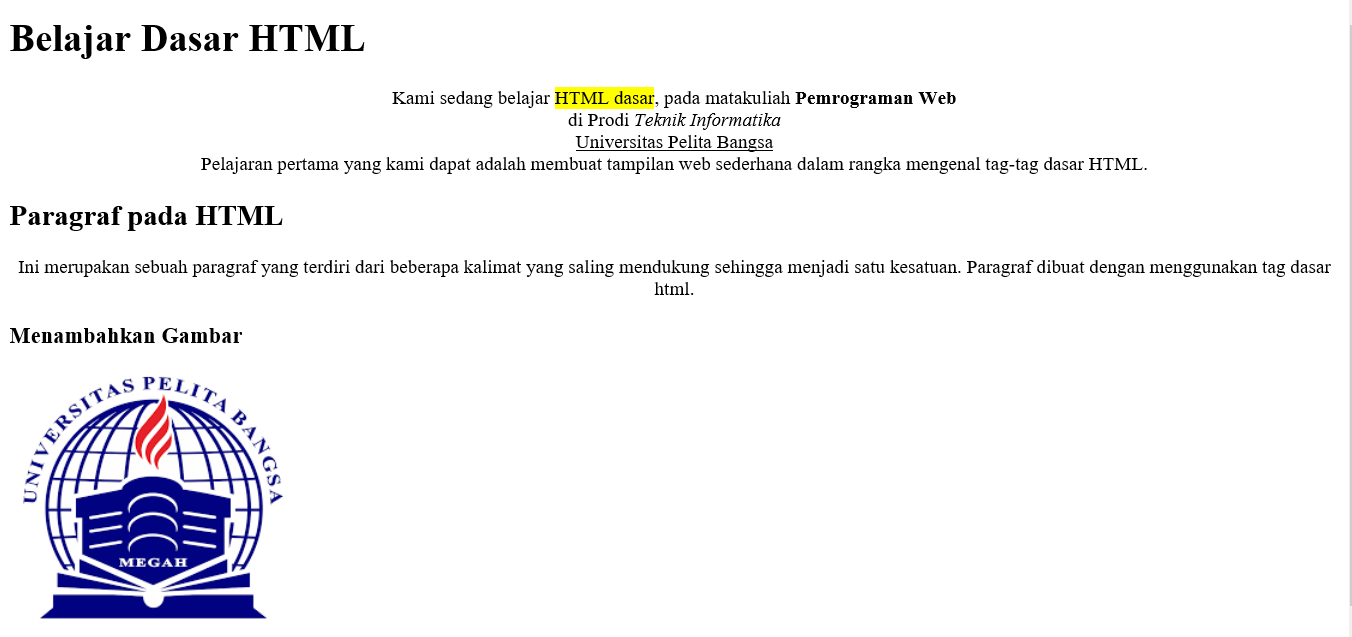 Belajar Dasar HTML
Kami sedang belajar HTML dasar, pada matakuliah Pemrograman Web
di Prodi Teknik Informatika
Universitas Pelita Bangsa
Pelajaran pertama yang kami dapat adalah membuat tampilan web sederhana dalam rangka mengenal tag-tag dasar HTML.
Paragraf pada HTML
Ini merupakan sebuah paragraf yang terdiri dari beberapa kalimat yang saling mendukung sehingga menjadi satu kesatuan. Paragraf dibuat dengan menggunakan tag dasar
html.
Menambahkan Gambar
UNIVERSITAS PELITA BANGSA
MEGAH